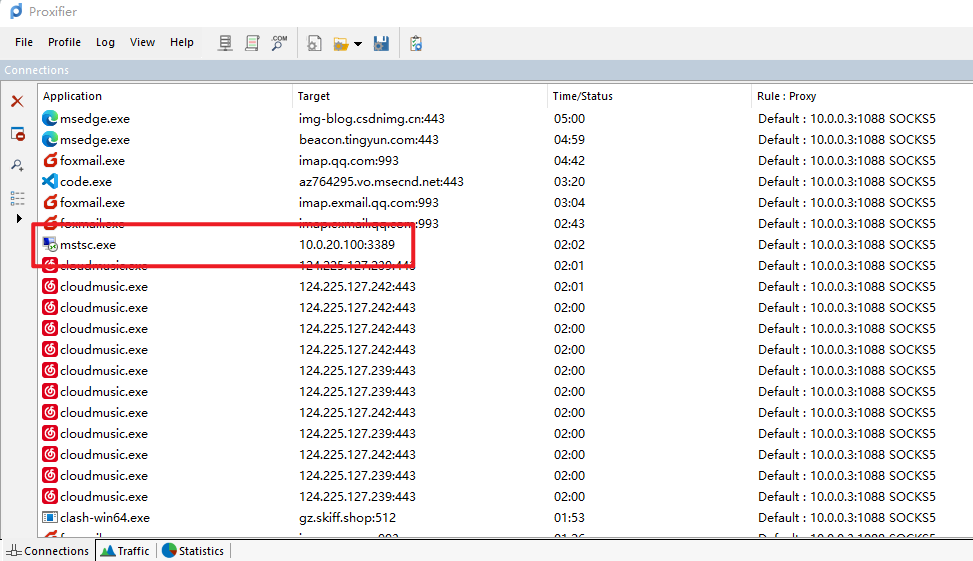 Proxifier
File Profile Log View Help .COM
Connections
Application Target Time/Status Rule : Proxy
msedge.exe img-blog.csdnimg.cn:443 05:00 Default : 10.0.0.3:1088 SOCKS5
msedge.exe beacon.tingyun.com:443 04:59 Default : 10.0.0.3:1088 SOCKS5
foxmail.exe imap.qq.com:993 04:42 Default : 10.0.0.3:1088 SOCKS5
code.exe az764295.vo.msecnd.net:443 03:20 Default : 10.0.0.3:1088 SOCKS5
foxmail.exe imap.exmail.qq.com:993 03:04 Default : 10.0.0.3:1088 SOCKS5
foxmail.exe imap.exmail.qq.com:993 02:43 Default : 10.0.0.3:1088 SOCKS5
mstsc.exe 10.0.20.100:3389 02:02 Default : 10.0.0.3:1088 SOCKS5
cloudmusic.exe 124.225.127.239:443 02:01 Default : 10.0.0.3:1088 SOCKS5
cloudmusic.exe 124.225.127.242:443 02:01 Default : 10.0.0.3:1088 SOCKS5
cloudmusic.exe 124.225.127.242:443 02:00 Default : 10.0.0.3:1088 SOCKS5
cloudmusic.exe 124.225.127.242:443 02:00 Default : 10.0.0.3:1088 SOCKS5
cloudmusic.exe 124.225.127.242:443 02:00 Default : 10.0.0.3:1088 SOCKS5
cloudmusic.exe 124.225.127.239:443 02:00 Default : 10.0.0.3:1088 SOCKS5
cloudmusic.exe 124.225.127.239:443 02:00 Default : 10.0.0.3:1088 SOCKS5
cloudmusic.exe 124.225.127.242:443 02:00 Default : 10.0.0.3:1088 SOCKS5
cloudmusic.exe 124.225.127.239:443 02:00 Default : 10.0.0.3:1088 SOCKS5
cloudmusic.exe 124.225.127.242:443 02:00 Default : 10.0.0.3:1088 SOCKS5
cloudmusic.exe 124.225.127.239:443 02:00 Default : 10.0.0.3:1088 SOCKS5
cloudmusic.exe 124.225.127.239:443 02:00 Default : 10.0.0.3:1088 SOCKS5
clash-win64.exe gz.skiff.shop:512 01:53 Default : 10.0.0.3:1088 SOCKS5
Connections Traffic Statistics